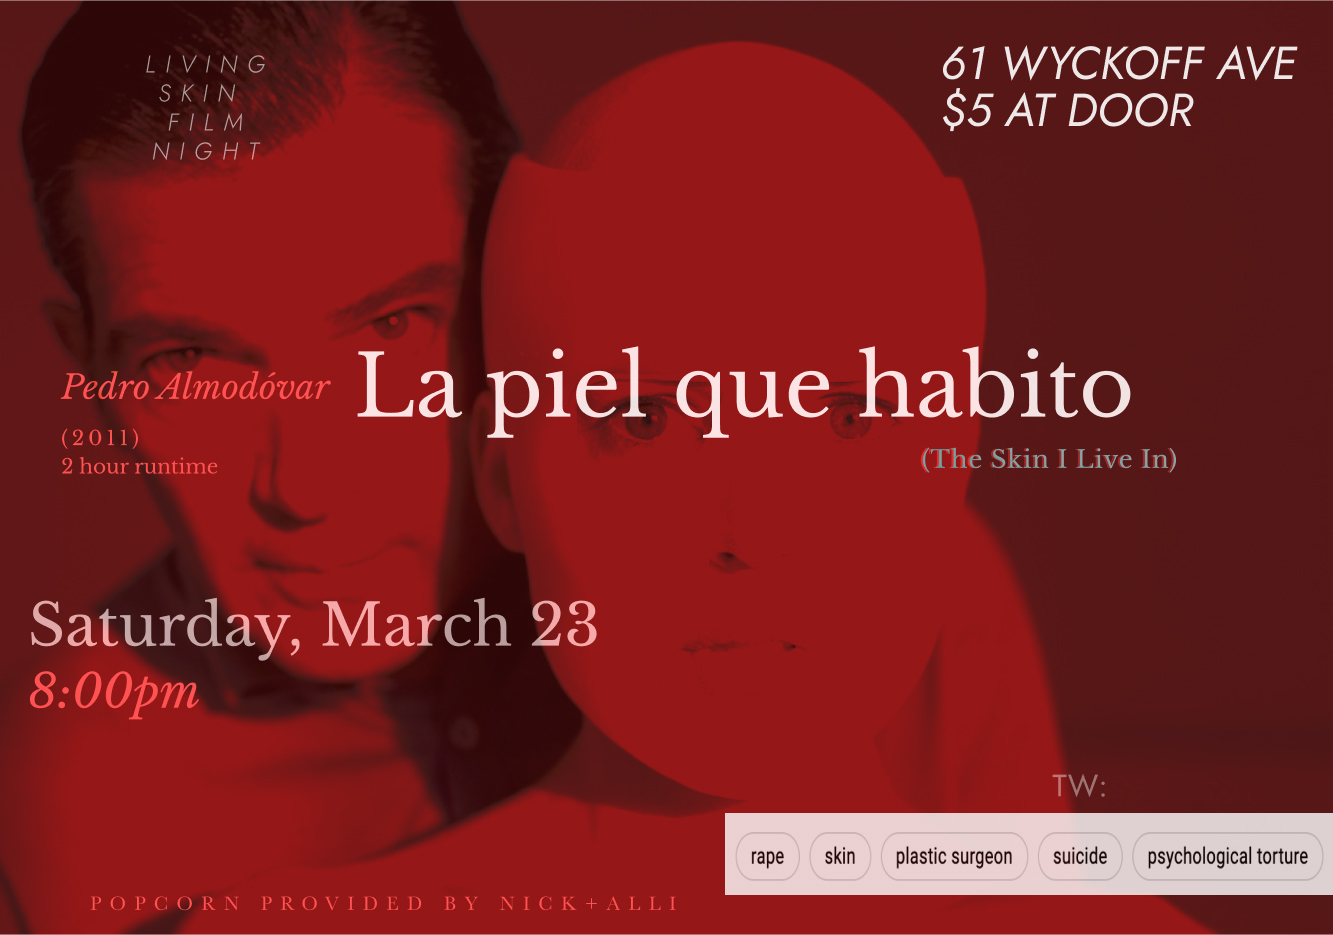 LIVING
SKIN
FILM
NIGHT
61 WYCKOFF AVE
$5 AT DOOR
Pedro Almodóvar
(2011)
2 hour runtime
La piel que habito
(The Skin I Live In)
Saturday, March 23
8:00pm
TW:
rape skin plastic surgeon suicide psychological torture
POPCORN PROVIDED BY NICK+ALLI